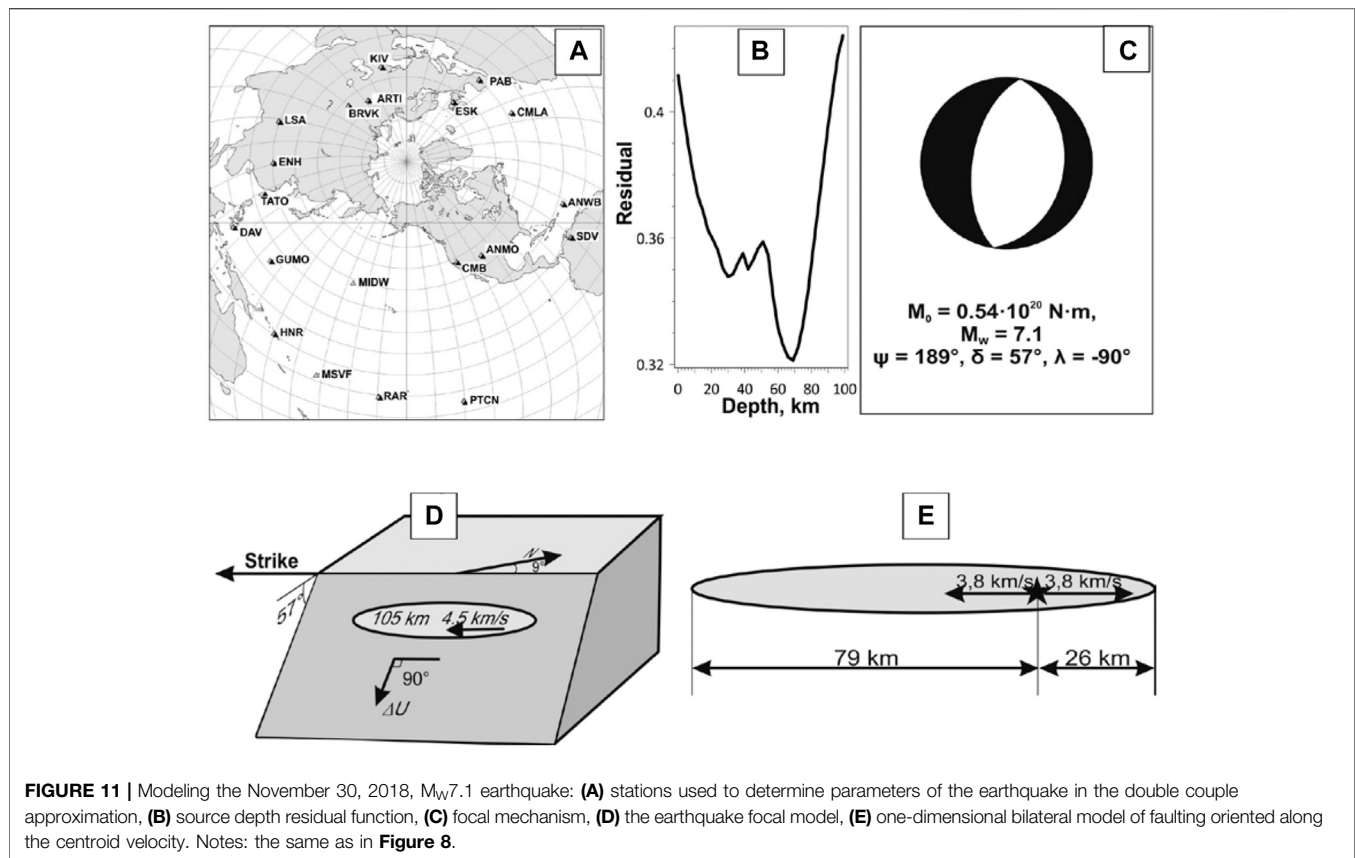 A
KIV
PAB
ARTI
BRVK
ESK
CMLA
LSA
ENH
TATO
ANWB
DAV
SDV
ANMO
GUMO
CMB
MIDW
HNR
MSVF
RAR
PTCN
B
Residual
0.4
0.36
0.32
0 20 40 60 80 100
Depth, km
C
M₀ = 0.54·10²⁰ N·m,
Mw = 7.1
ψ = 189°, δ = 57°, λ = -90°
D
Strike
N
9°
57°
105 km 4.5 km/s
90°
ΔU
E
3,8 km/s 3,8 km/s
79 km
26 km
FIGURE 11 | Modeling the November 30, 2018, MW7.1 earthquake: (A) stations used to determine parameters of the earthquake in the double couple
approximation, (B) source depth residual function, (C) focal mechanism, (D) the earthquake focal model, (E) one-dimensional bilateral model of faulting oriented along
the centroid velocity. Notes: the same as in Figure 8.